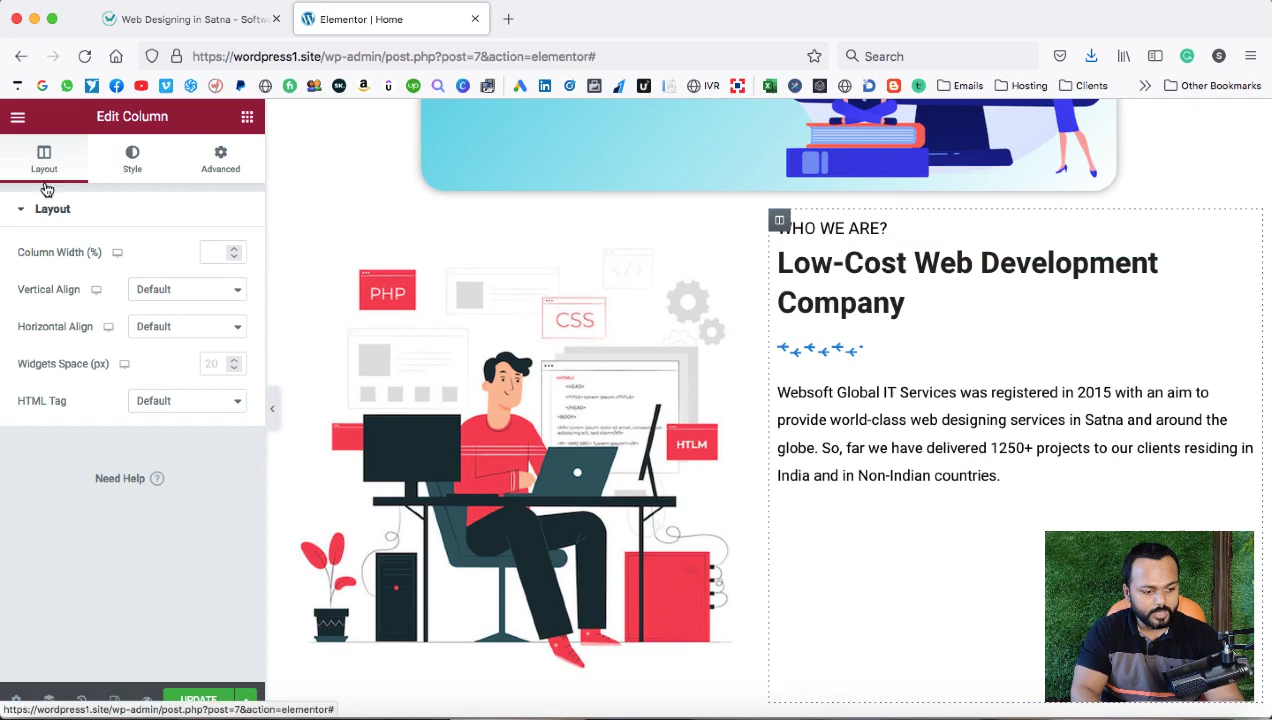 Web Designing in Satna - Softw
Elementor | Home
https://wordpress1.site/wp-admin/post.php?post=7&action=elementor#
Search
IVR
Emails
Hosting
Clients
Other Bookmarks
Edit Column
Layout
Style
Advanced
Layout
Column Width (%)
Vertical Align
Default
Horizontal Align
Default
Widgets Space (px)
20
HTML Tag
Default
Need Help
UPDATE
https://wordpress1.site/wp-admin/post.php?post=7&action=elementor#
PHP
</>
CSS
HTLM
WHO WE ARE?
Low-Cost Web Development
Company
Websoft Global IT Services was registered in 2015 with an aim to
provide world-class web designing services in Satna and around the
globe. So, far we have delivered 1250+ projects to our clients residing in
India and in Non-Indian countries.